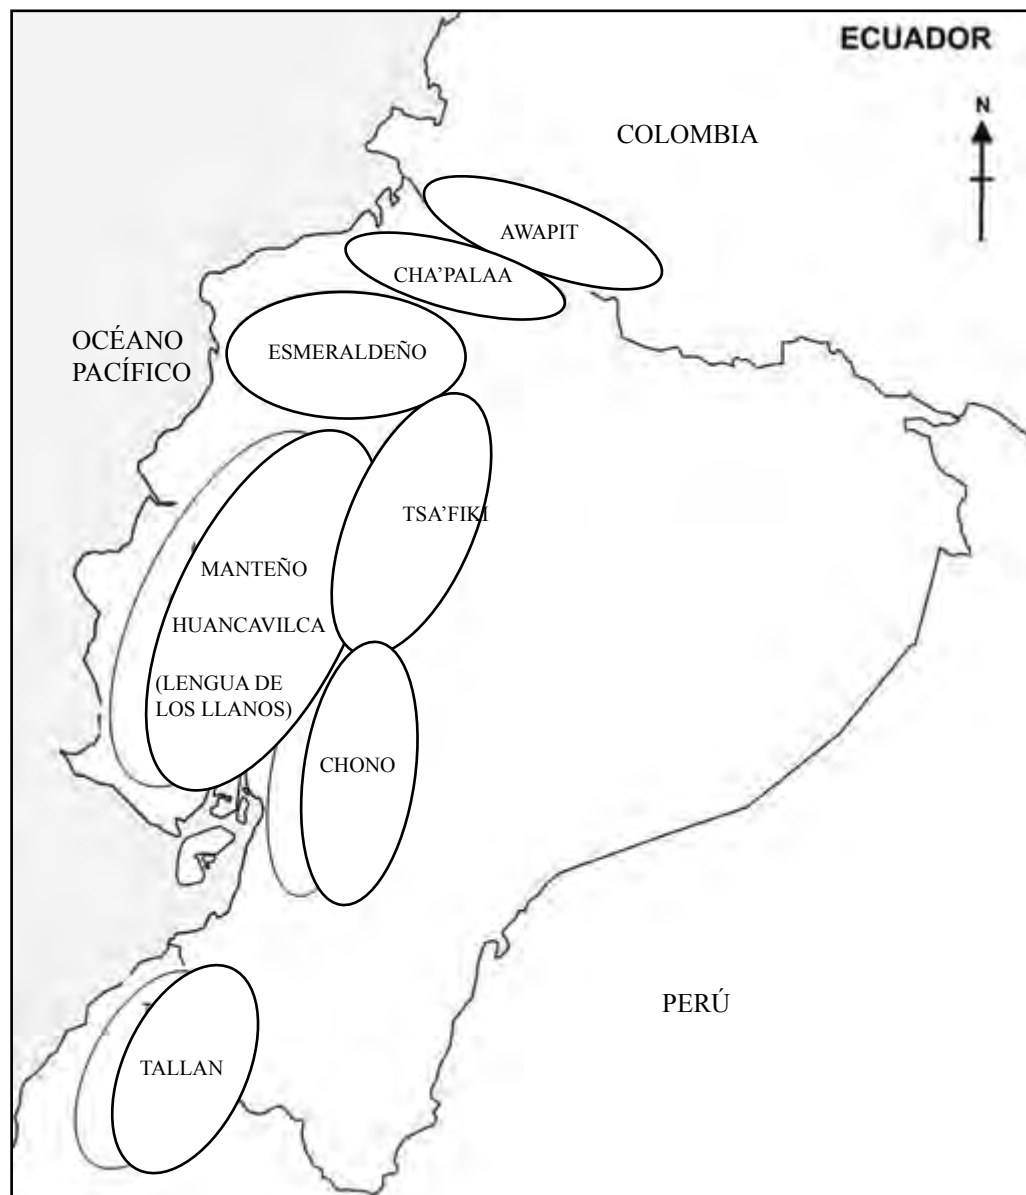 ECUADOR
N
COLOMBIA
AWAPIT
CHA’PALAA
OCÉANO
PACÍFICO
ESMERALDEÑO
TSA’FIKI
MANTEÑO
HUANCAVILCA
(LENGUA DE
LOS LLANOS)
CHONO
PERÚ
TALLAN